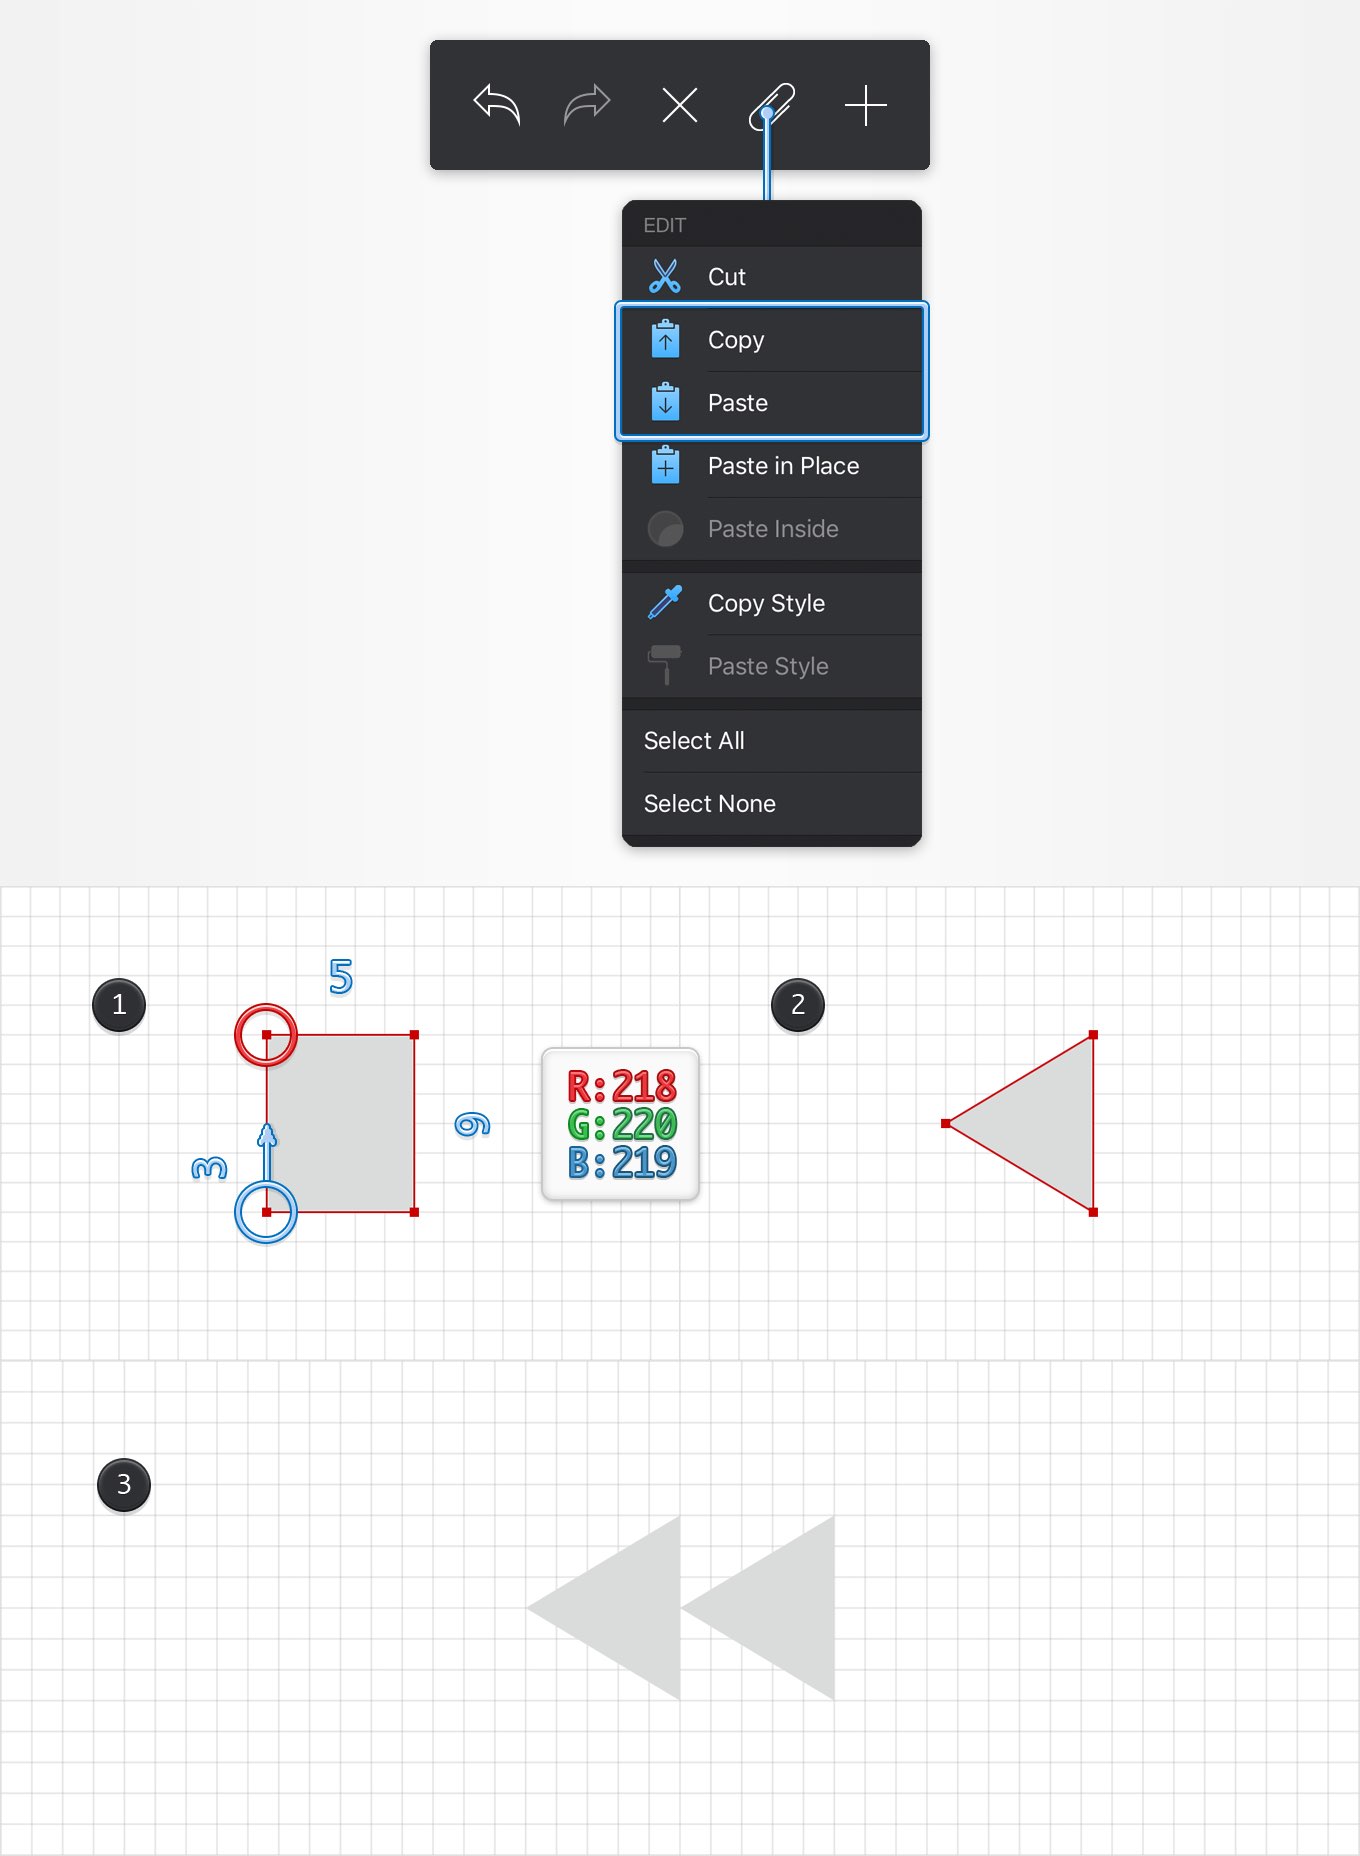 EDIT
Cut
Copy
Paste
Paste in Place
Paste Inside
Copy Style
Paste Style
Select All
Select None
1
5
2
R:218
G:220
B:219
6
3
3